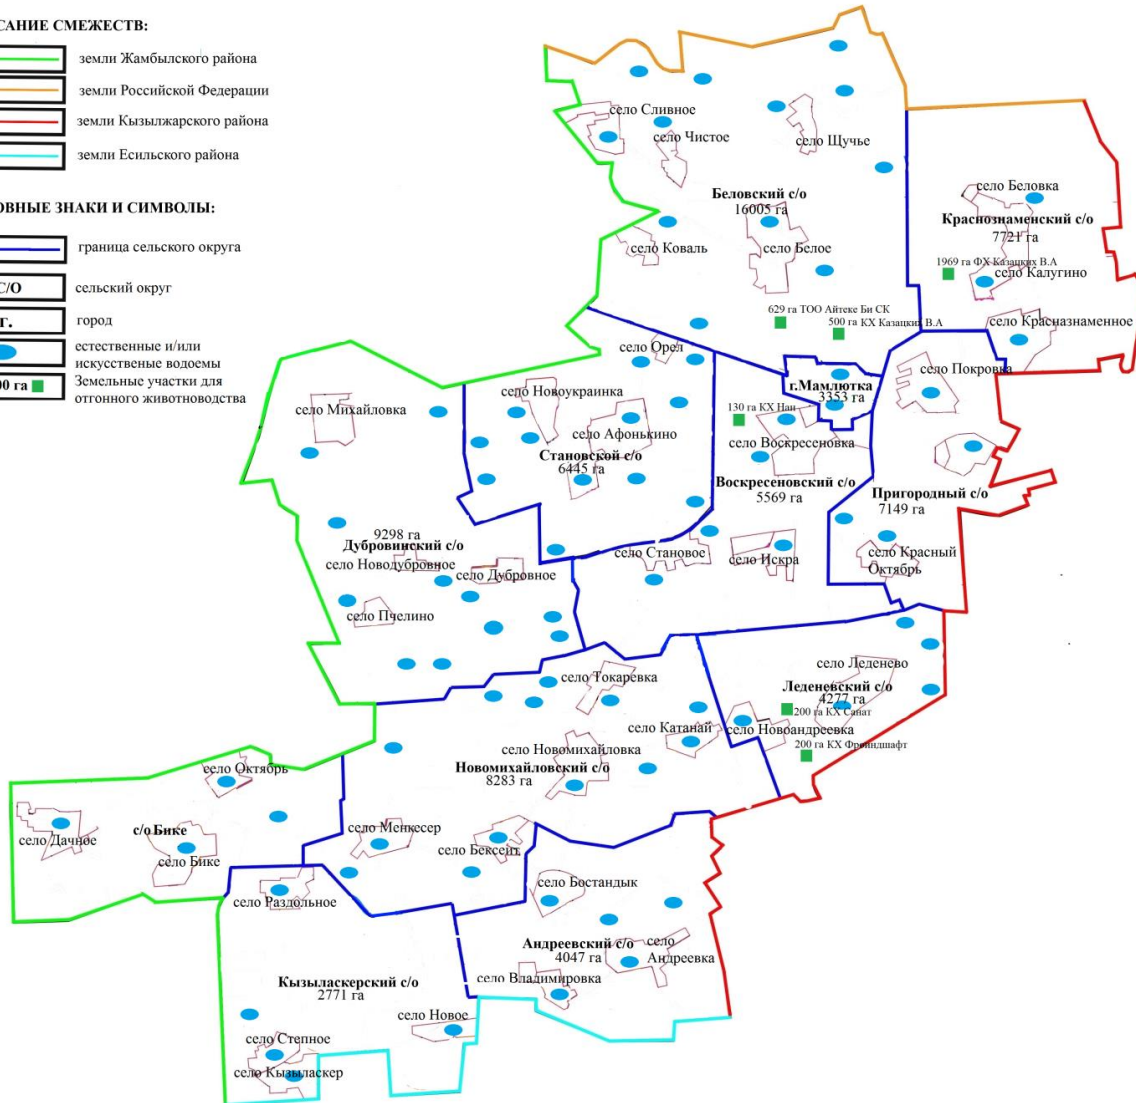 САНИЕ СМЕЖЕСТВ:
земли Жамбылского района
земли Российской Федерации
земли Кызылжарского района
земли Есильского района
ОВНЫЕ ЗНАКИ И СИМВОЛЫ:
граница сельского округа
С/О сельский округ
г. город
естественные и/или
искусственые водоемы
00 га Земельные участки для
отгонного животноводства
село Сливное
село Чистое
село Щучье
Беловский с/о
16005 га
село Коваль
село Белое
629 га ТОО Айтеке Би СК
500 га КХ Казацких В.А
село Беловка
Краснознаменский с/о
7721 га
1969 га ФХ Казацких В.А
село Калугино
село Красназнаменное
село Орел
г.Мамлютка
3353 га
село Покровка
село Михайловка
село Новоукраинка
село Афонькино
Становской с/о
6445 га
130 га КХ Нан
село Воскресеновка
Воскресеновский с/о
5569 га
Пригородный с/о
7149 га
9298 га
Дубровинский с/о
село Новодубровное
село Дубровное
село Пчелино
село Становое
село Искра
село Красный
Октябрь
село Токаревка
село Леденево
Леденевский с/о
4277 га
200 га КХ Санат
село Новоандреевка
200 га КХ Фройндшафт
село Катанай
село Новомихайловка
Новомихайловский с/о
8283 га
село Октябрь
село Дачное
с/о Бике
село Бике
село Менкесер
село Бексеит
село Раздольное
село Бостандык
Андреевский с/о
4047 га
село
Андреевка
село Владимировка
Кызыласкерский с/о
2771 га
село Новое
село Степное
село Кызыласкер